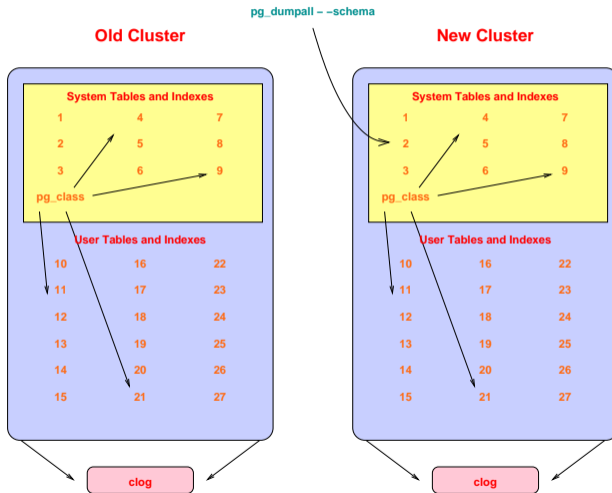 pg_dumpall – –schema
Old Cluster
New Cluster
System Tables and Indexes
1 4 7
2 5 8
3 6 9
pg_class
User Tables and Indexes
10 16 22
11 17 23
12 18 24
13 19 25
14 20 26
15 21 27
clog
System Tables and Indexes
1 4 7
2 5 8
3 6 9
pg_class
User Tables and Indexes
10 16 22
11 17 23
12 18 24
13 19 25
14 20 26
15 21 27
clog